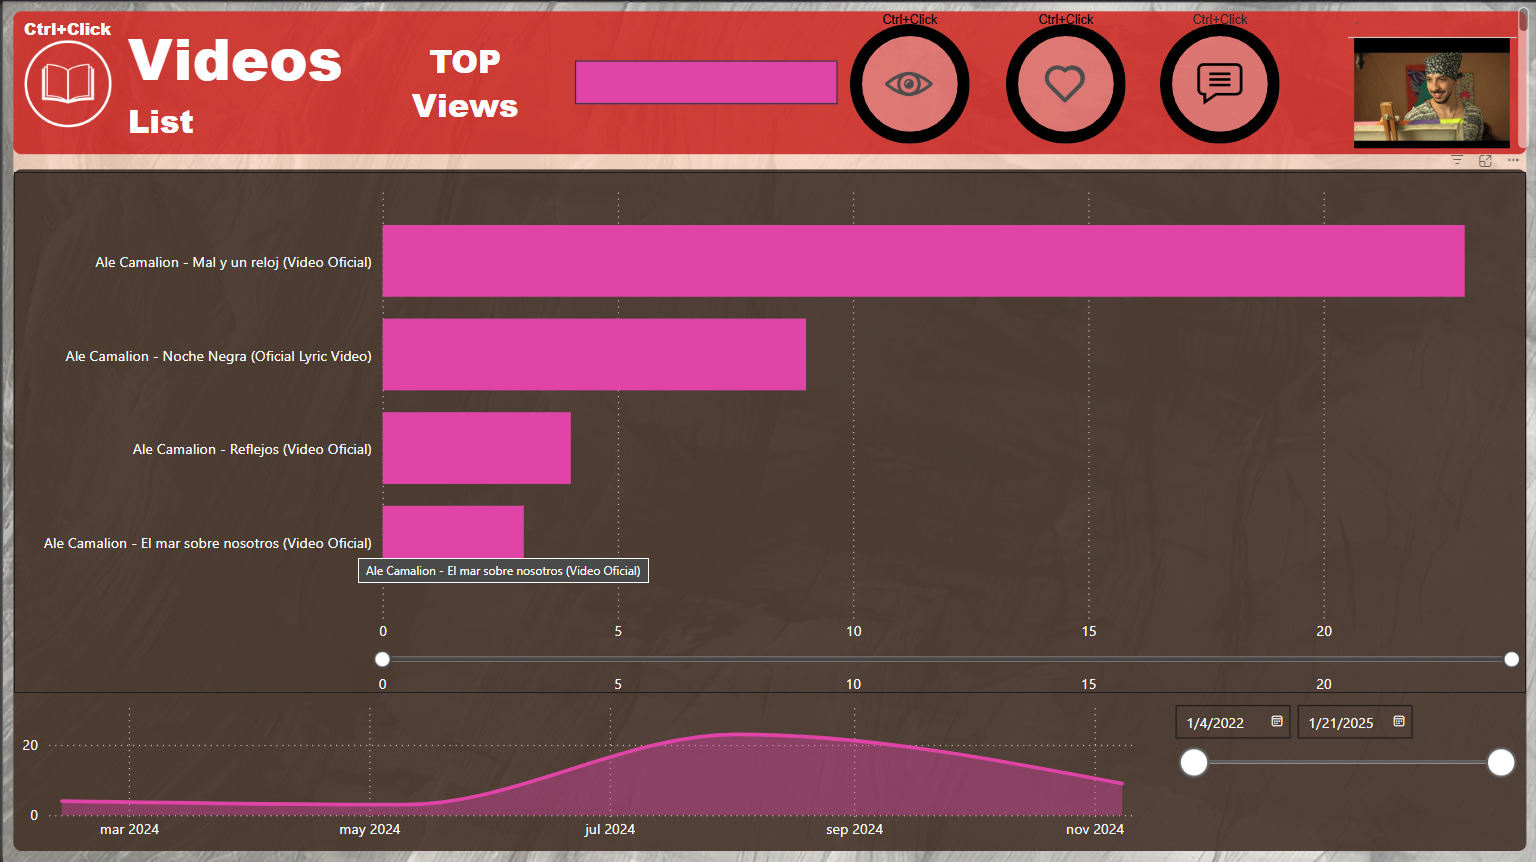 Ctrl+Click
Videos
List
TOP
Views
Ctrl+Click
Ctrl+Click
Ctrl+Click
Ale Camalion - Mal y un reloj (Video Oficial)
Ale Camalion - Noche Negra (Oficial Lyric Video)
Ale Camalion - Reflejos (Video Oficial)
Ale Camalion - El mar sobre nosotros (Video Oficial)
Ale Camalion - El mar sobre nosotros (Video Oficial)
0 5 10 15 20
0 5 10 15 20
1/4/2022 1/21/2025
20
0
mar 2024 may 2024 jul 2024 sep 2024 nov 2024